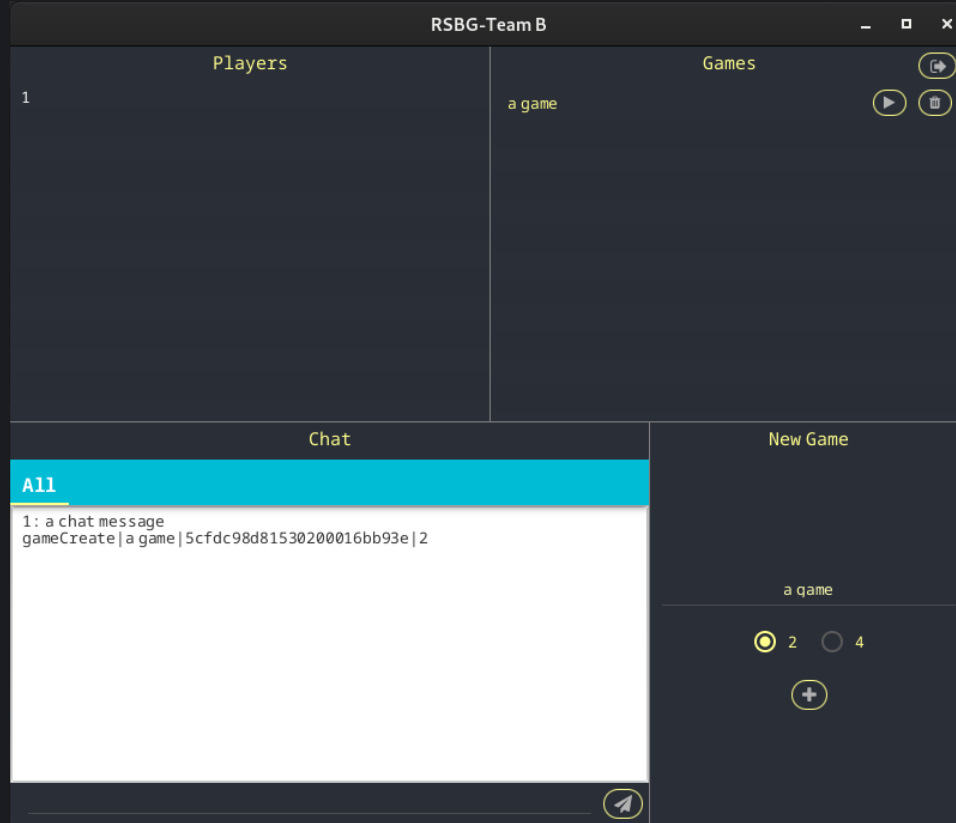 RSBG-Team B
Players
Games
1
a game
Chat
New Game
All
1: a chat message
gameCreate|a game|5cfdc98d81530200016bb93e|2
a game
2 4